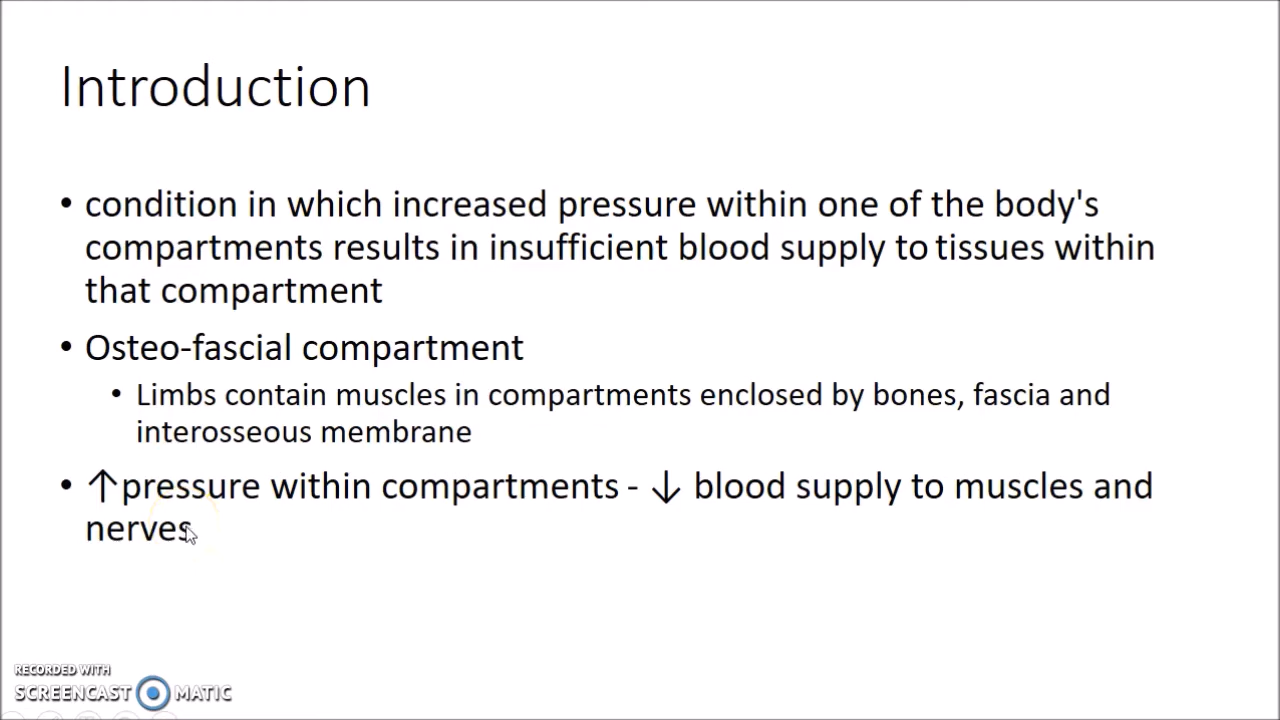 Introduction
• condition in which increased pressure within one of the body's
compartments results in insufficient blood supply to tissues within
that compartment
• Osteo-fascial compartment
• Limbs contain muscles in compartments enclosed by bones, fascia and
interosseous membrane
• ↑pressure within compartments - ↓ blood supply to muscles and
nerves
RECORDED WITH
SCREENCAST MATIC